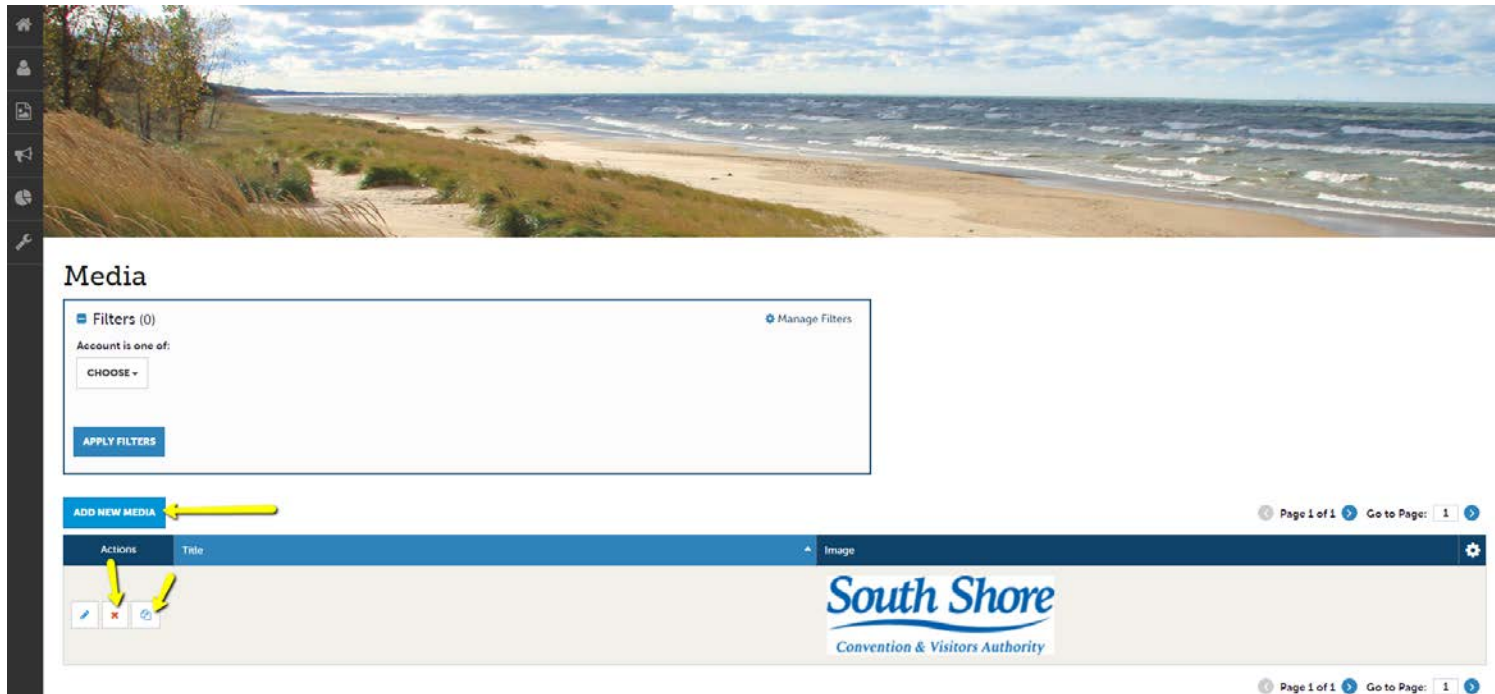 Media
Filters (0)
Manage Filters
Account is one of:
CHOOSE
APPLY FILTERS
ADD NEW MEDIA
Page 1 of 1 Go to Page: 1
Actions Title Image
South Shore
Convention & Visitors Authority
Page 1 of 1 Go to Page: 1